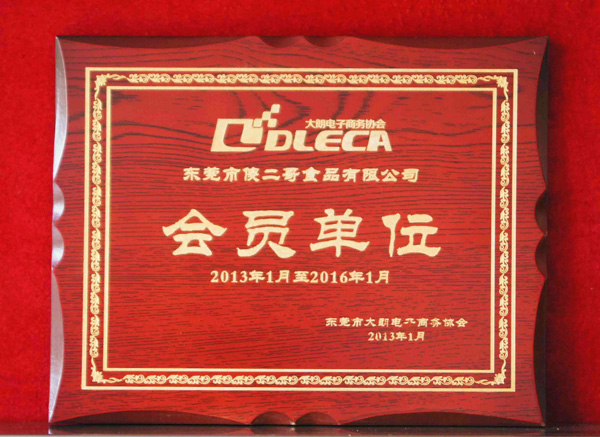 大朗电子商务协会
DLECA
东莞市侠二哥食品有限公司
会员单位
2013年1月至2016年1月
东莞市大朗电子商务协会
2013年1月